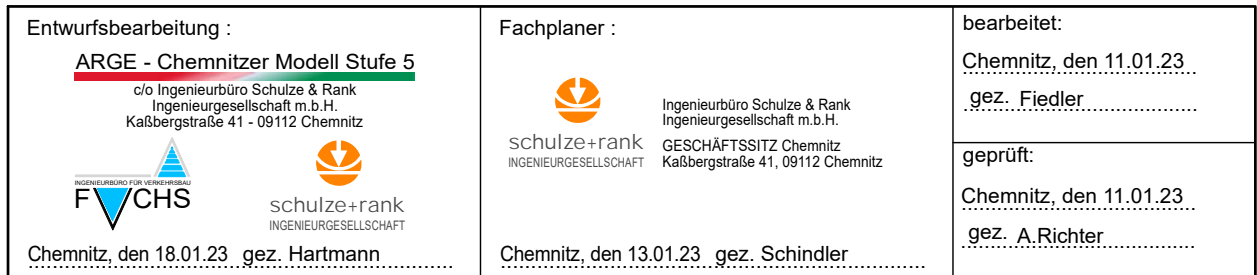 Entwurfsbearbeitung :
ARGE - Chemnitzer Modell Stufe 5
c/o Ingenieurbüro Schulze & Rank
Ingenieurgesellschaft m.b.H.
Kaßbergstraße 41 - 09112 Chemnitz
INGENIEURBÜRO FÜR VERKEHRSBAU
FUCHS
schulze+rank
INGENIEURGESELLSCHAFT
Chemnitz, den 18.01.23 gez. Hartmann
Fachplaner :
schulze+rank
INGENIEURGESELLSCHAFT
Ingenieurbüro Schulze & Rank
Ingenieurgesellschaft m.b.H.
GESCHÄFTSSITZ Chemnitz
Kaßbergstraße 41, 09112 Chemnitz
Chemnitz, den 13.01.23 gez. Schindler
bearbeitet:
Chemnitz, den 11.01.23
gez. Fiedler
geprüft:
Chemnitz, den 11.01.23
gez. A.Richter